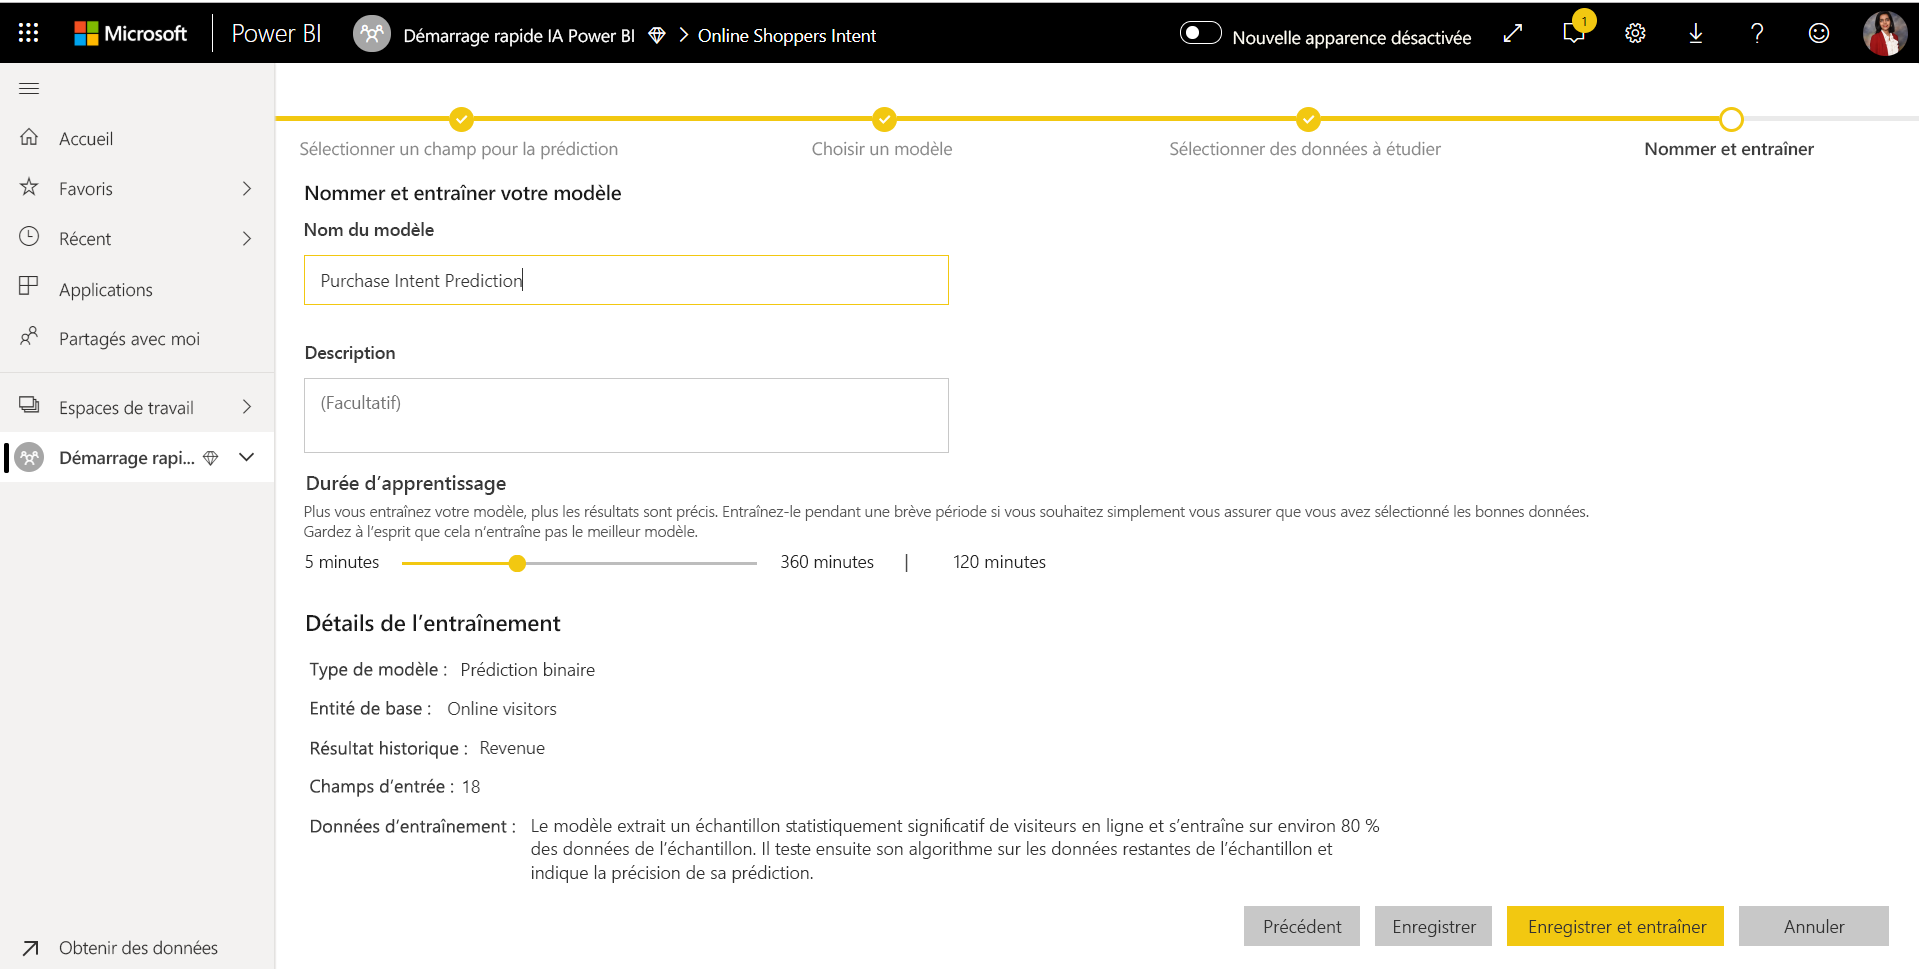 Microsoft
Power BI
Démarrage rapide IA Power BI
Online Shoppers Intent
Nouvelle apparence désactivée
1
?
Accueil
Favoris
Récent
Applications
Partagés avec moi
Espaces de travail
Démarrage rapi...
Obtenir des données
Sélectionner un champ pour la prédiction
Choisir un modèle
Sélectionner des données à étudier
Nommer et entraîner
Nommer et entraîner votre modèle
Nom du modèle
Purchase Intent Prediction
Description
(Facultatif)
Durée d’apprentissage
Plus vous entraînez votre modèle, plus les résultats sont précis. Entraînez-le pendant une brève période si vous souhaitez simplement vous assurer que vous avez sélectionné les bonnes données.
Gardez à l’esprit que cela n’entraîne pas le meilleur modèle.
5 minutes 360 minutes | 120 minutes
Détails de l’entraînement
Type de modèle : Prédiction binaire
Entité de base : Online visitors
Résultat historique : Revenue
Champs d’entrée : 18
Données d’entraînement : Le modèle extrait un échantillon statistiquement significatif de visiteurs en ligne et s’entraîne sur environ 80 %
des données de l’échantillon. Il teste ensuite son algorithme sur les données restantes de l’échantillon et
indique la précision de sa prédiction.
Précédent
Enregistrer
Enregistrer et entraîner
Annuler